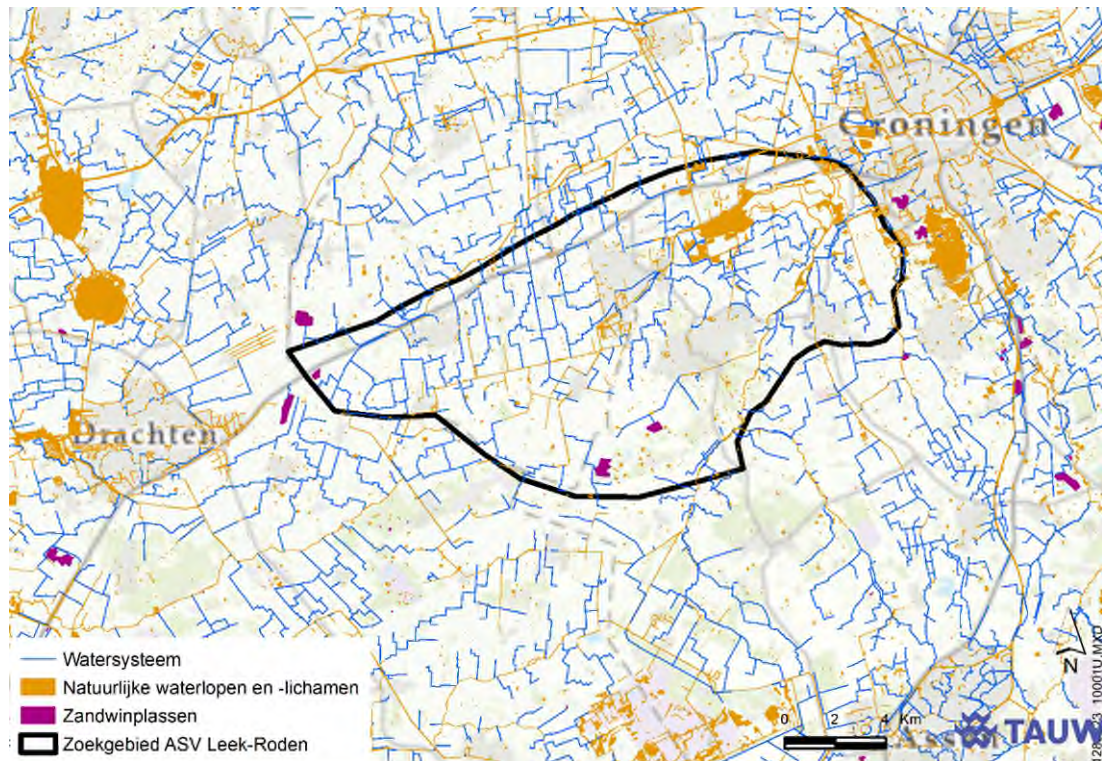 Groningen
Drachten
Watersysteem
Natuurlijke waterlopen en -lichamen
Zandwinplassen
Zoekgebied ASV Leek-Roden
0 2 4 Km
N
TAUW